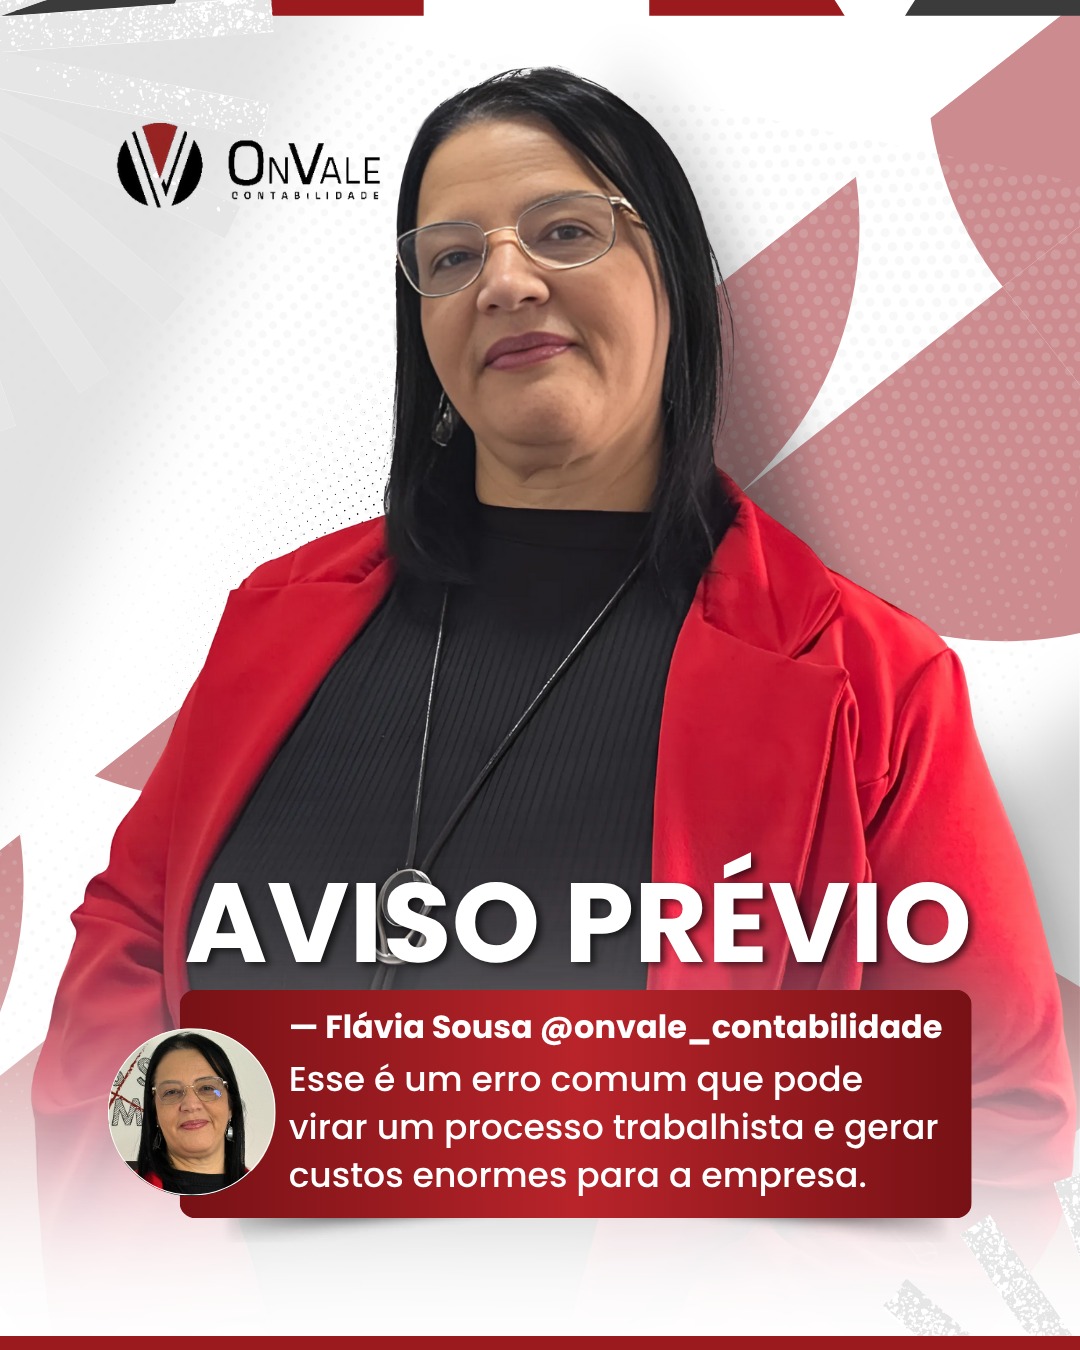 ONVALE
CONTABILIDADE
AVISO PRÉVIO
— Flávia Sousa @onvale_contabilidade
Esse é um erro comum que pode
virar um processo trabalhista e gerar
custos enormes para a empresa.